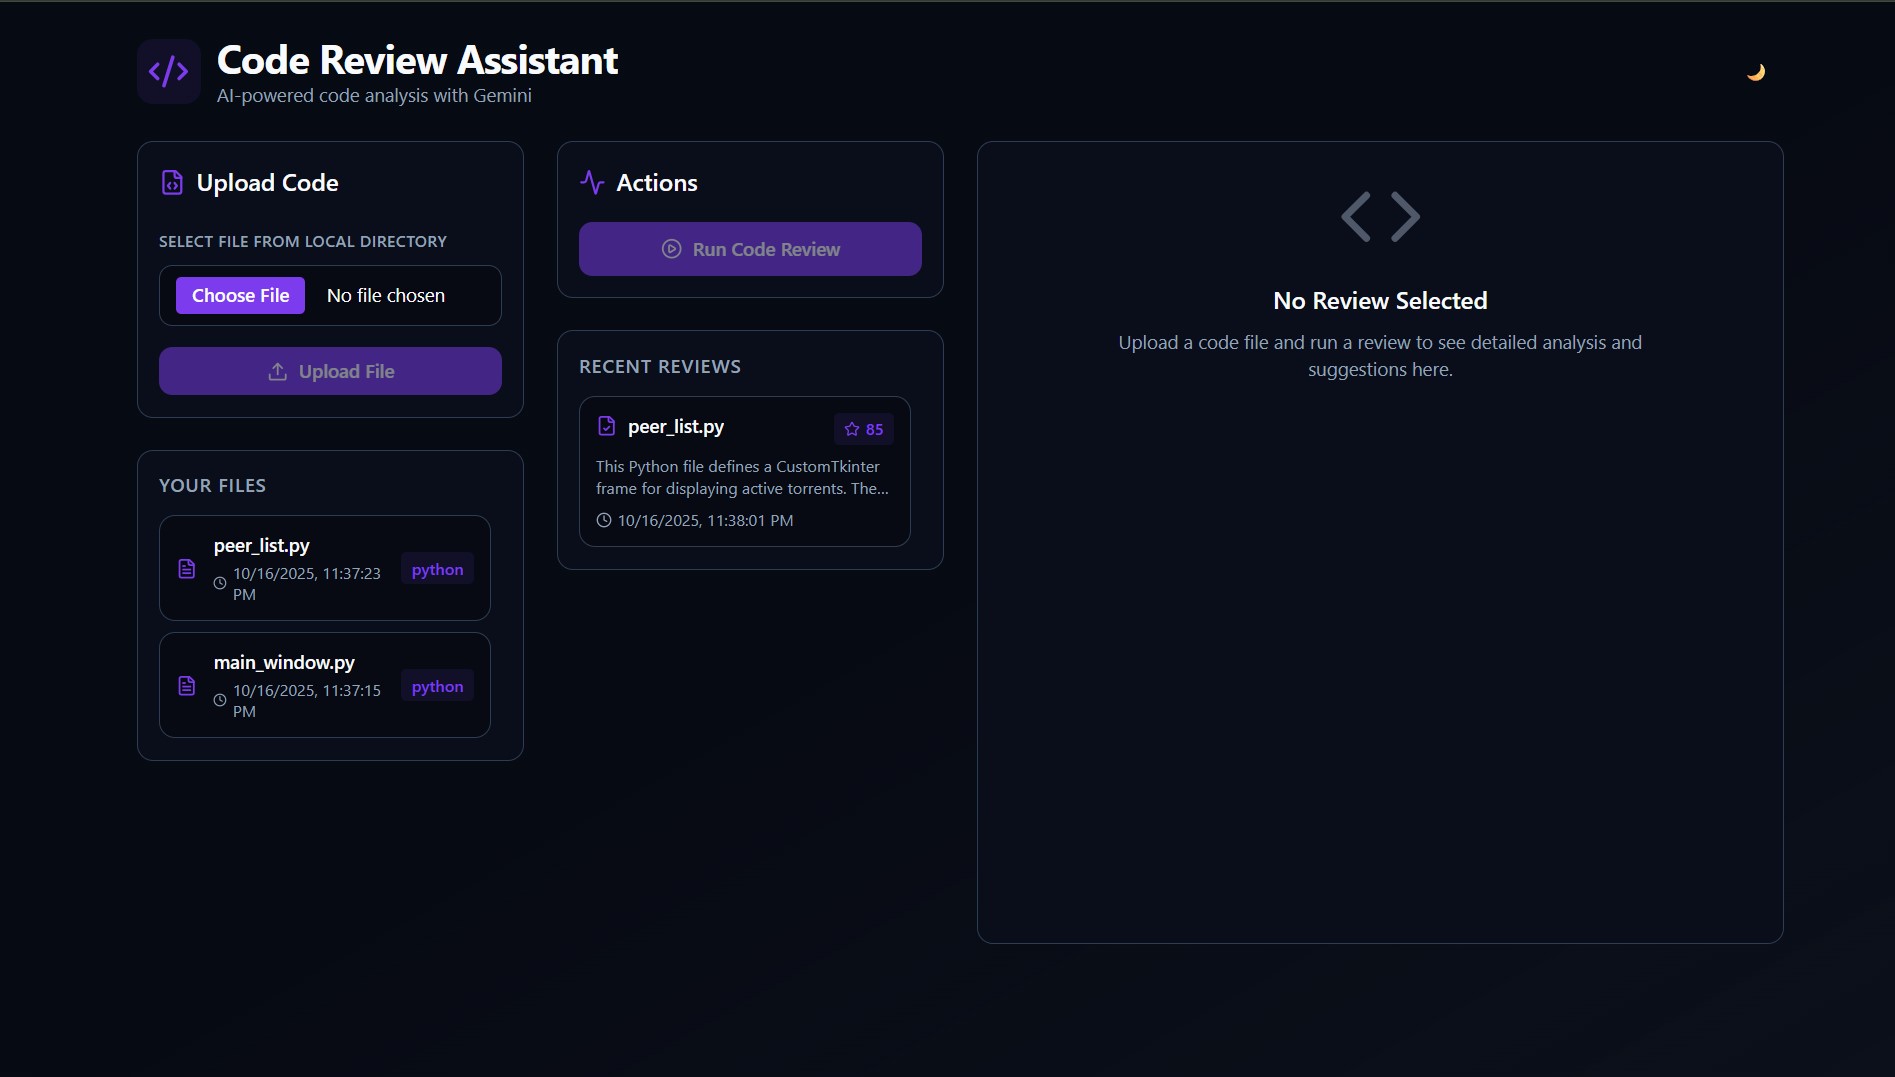 Code Review Assistant
AI-powered code analysis with Gemini
Upload Code
SELECT FILE FROM LOCAL DIRECTORY
Choose File No file chosen
Upload File
YOUR FILES
peer_list.py
10/16/2025, 11:37:23
PM
python
main_window.py
10/16/2025, 11:37:15
PM
python
Actions
Run Code Review
RECENT REVIEWS
peer_list.py
85
This Python file defines a CustomTkinter
frame for displaying active torrents. The...
10/16/2025, 11:38:01 PM
No Review Selected
Upload a code file and run a review to see detailed analysis and
suggestions here.